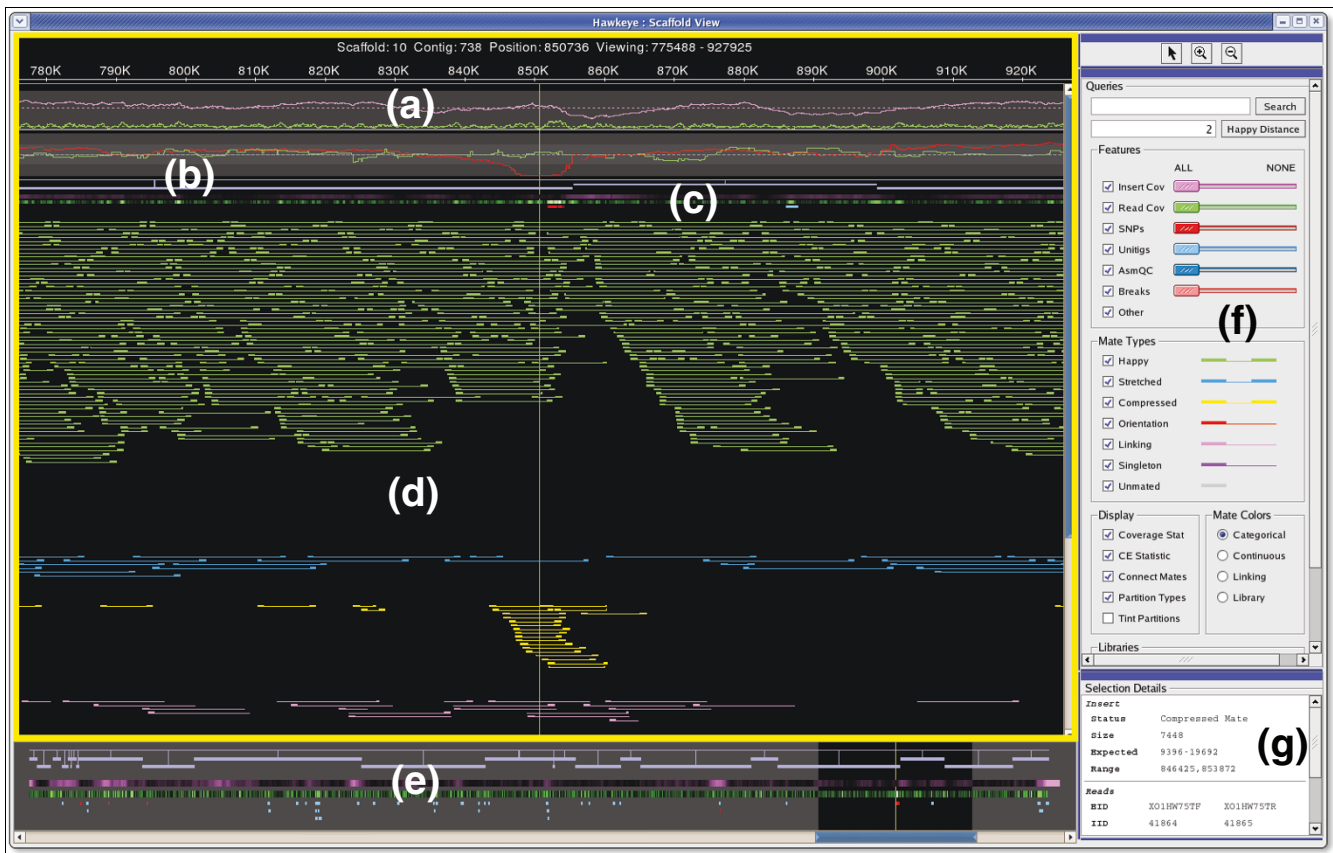 Hawkeye : Scaffold View
Scaffold: 10 Contig: 738 Position: 850736 Viewing: 775488 - 927925
780K 790K 800K 810K 820K 830K 840K 850K 860K 870K 880K 890K 900K 910K 920K
(a)
(b)
(c)
(d)
(e)
Queries
Search
2 Happy Distance
Features
ALL NONE
Insert Cov
Read Cov
SNPs
Unitigs
AsmQC
Breaks
Other
(f)
Mate Types
Happy
Stretched
Compressed
Orientation
Linking
Singleton
Unmated
Display
Coverage Stat
CE Statistic
Connect Mates
Partition Types
Tint Partitions
Mate Colors
Categorical
Continuous
Linking
Library
Libraries
Selection Details
Insert
Status Compressed Mate
Size 7448
Expected 9396-19692
Range 846425,853872
(g)
Reads
EID X01HW75TF X01HW75TR
IID 41864 41865